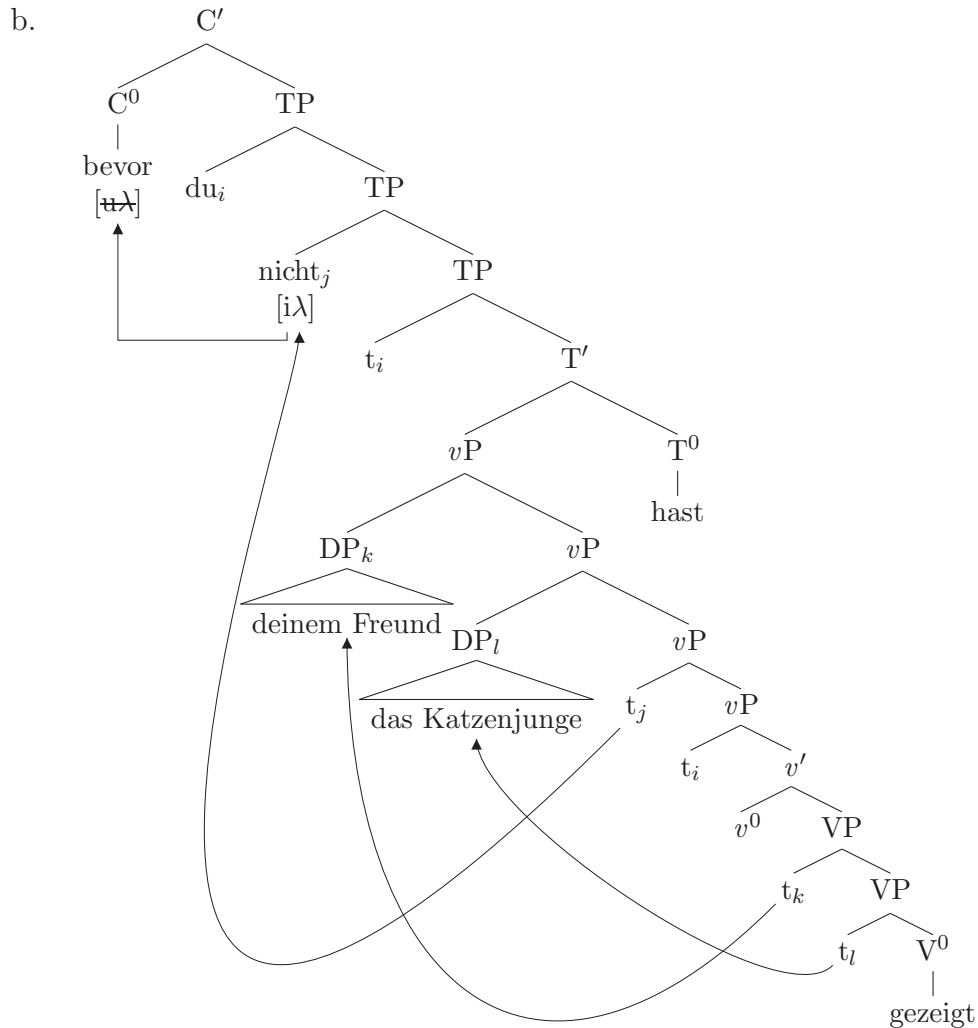 b.
C′
C⁰ TP
bevor
[u̶λ̶]
duᵢ TP
nichtⱼ TP
[iλ]
tᵢ T′
vP T⁰
hast
DPₖ vP
deinem Freund
DPₗ vP
das Katzenjunge
tⱼ vP
tᵢ v′
v⁰ VP
tₖ VP
tₗ V⁰
gezeigt